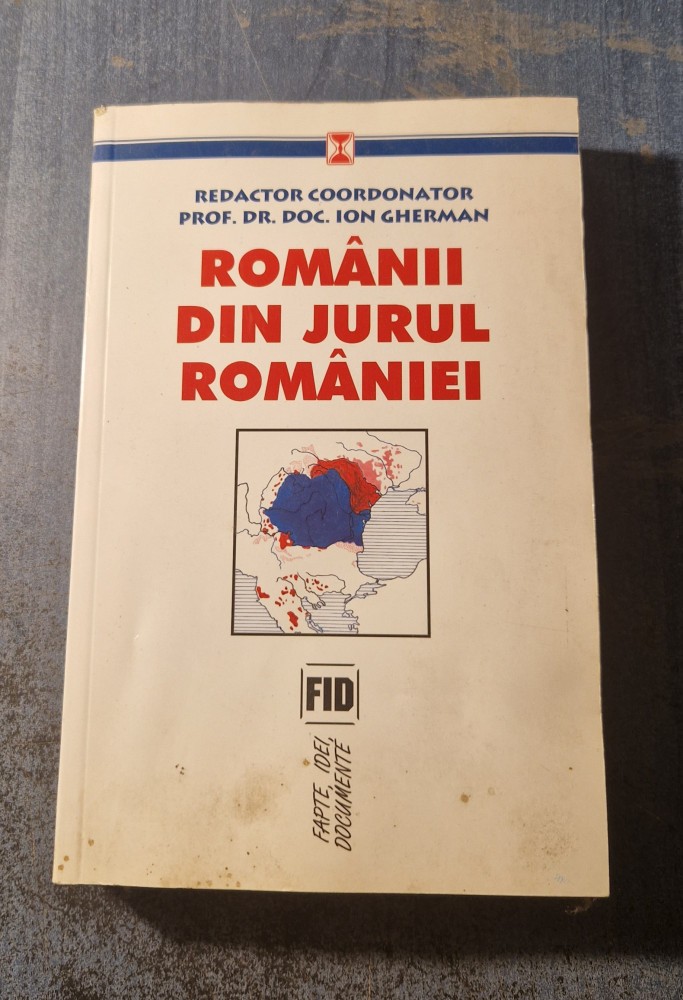 REDACTOR COORDONATOR
PROF. DR. DOC. ION GHERMAN
ROMÂNII
DIN JURUL
ROMÂNIEI
FID
FAPTE, IDEI,
DOCUMENTE